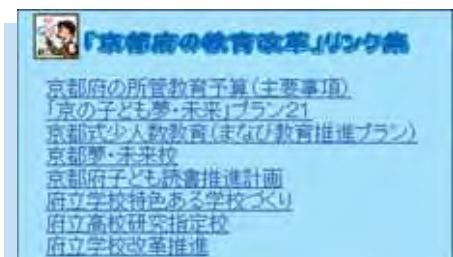 「京都府の教育改革」リンク集
京都府の所管教育予算(主要事項)
「京の子ども夢・未来」プラン21
京都式少人数教育(まなび教育推進プラン)
京都夢・未来校
京都府子ども読書推進計画
府立学校特色ある学校づくり
府立高校研究指定校
府立学校改革推進